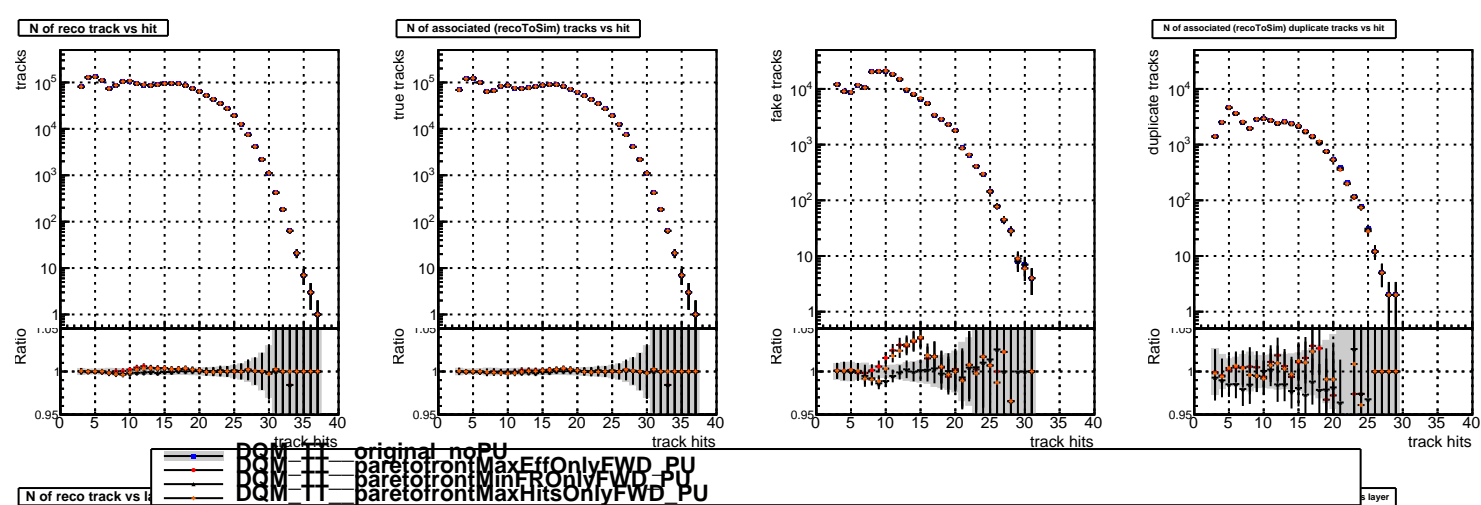 N of reco track vs hit
N of associated (recoToSim) tracks vs hit
N of associated (recoToSim) duplicate tracks vs hit
tracks
10^5
10^4
10^3
10^2
10
1
Ratio
1.05
1
0.95
0 5 10 15 20 25 30 35 40
track hits
true tracks
10^5
10^4
10^3
10^2
10
1
Ratio
1.05
1
0.95
0 5 10 15 20 25 30 35 40
track hits
fake tracks
10^4
10^3
10^2
10
1
Ratio
1.05
1
0.95
0 5 10 15 20 25 30 35 40
track hits
duplicate tracks
10^4
10^3
10^2
10
1
Ratio
1.05
1
0.95
0 5 10 15 20 25 30 35 40
track hits
DQM_TT__original_noPU
DQM_TT__paretofrontMaxEffOnlyFWD_PU
DQM_TT__paretofrontMinFROnlyFWD_PU
DQM_TT__paretofrontMaxHitsOnlyFWD_PU
N of reco track vs la
s layer